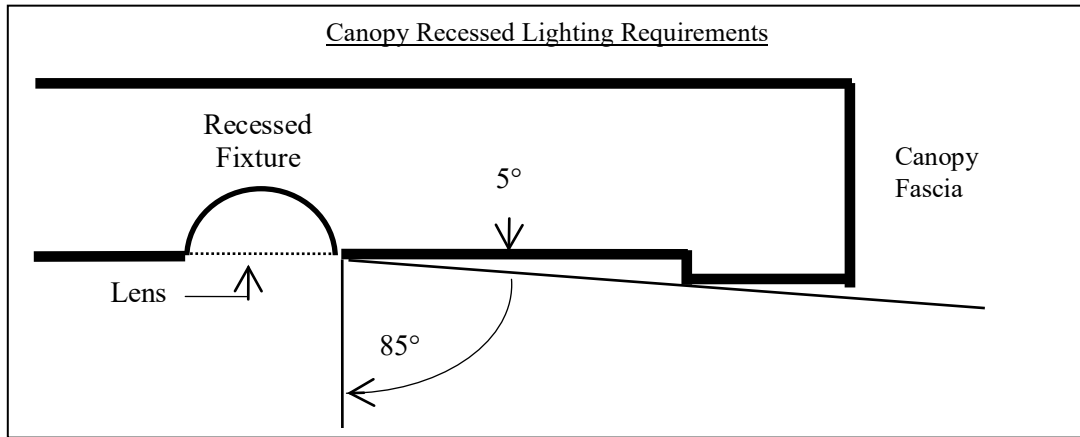 Canopy Recessed Lighting Requirements
Recessed
Fixture
5°
Canopy
Fascia
Lens
85°